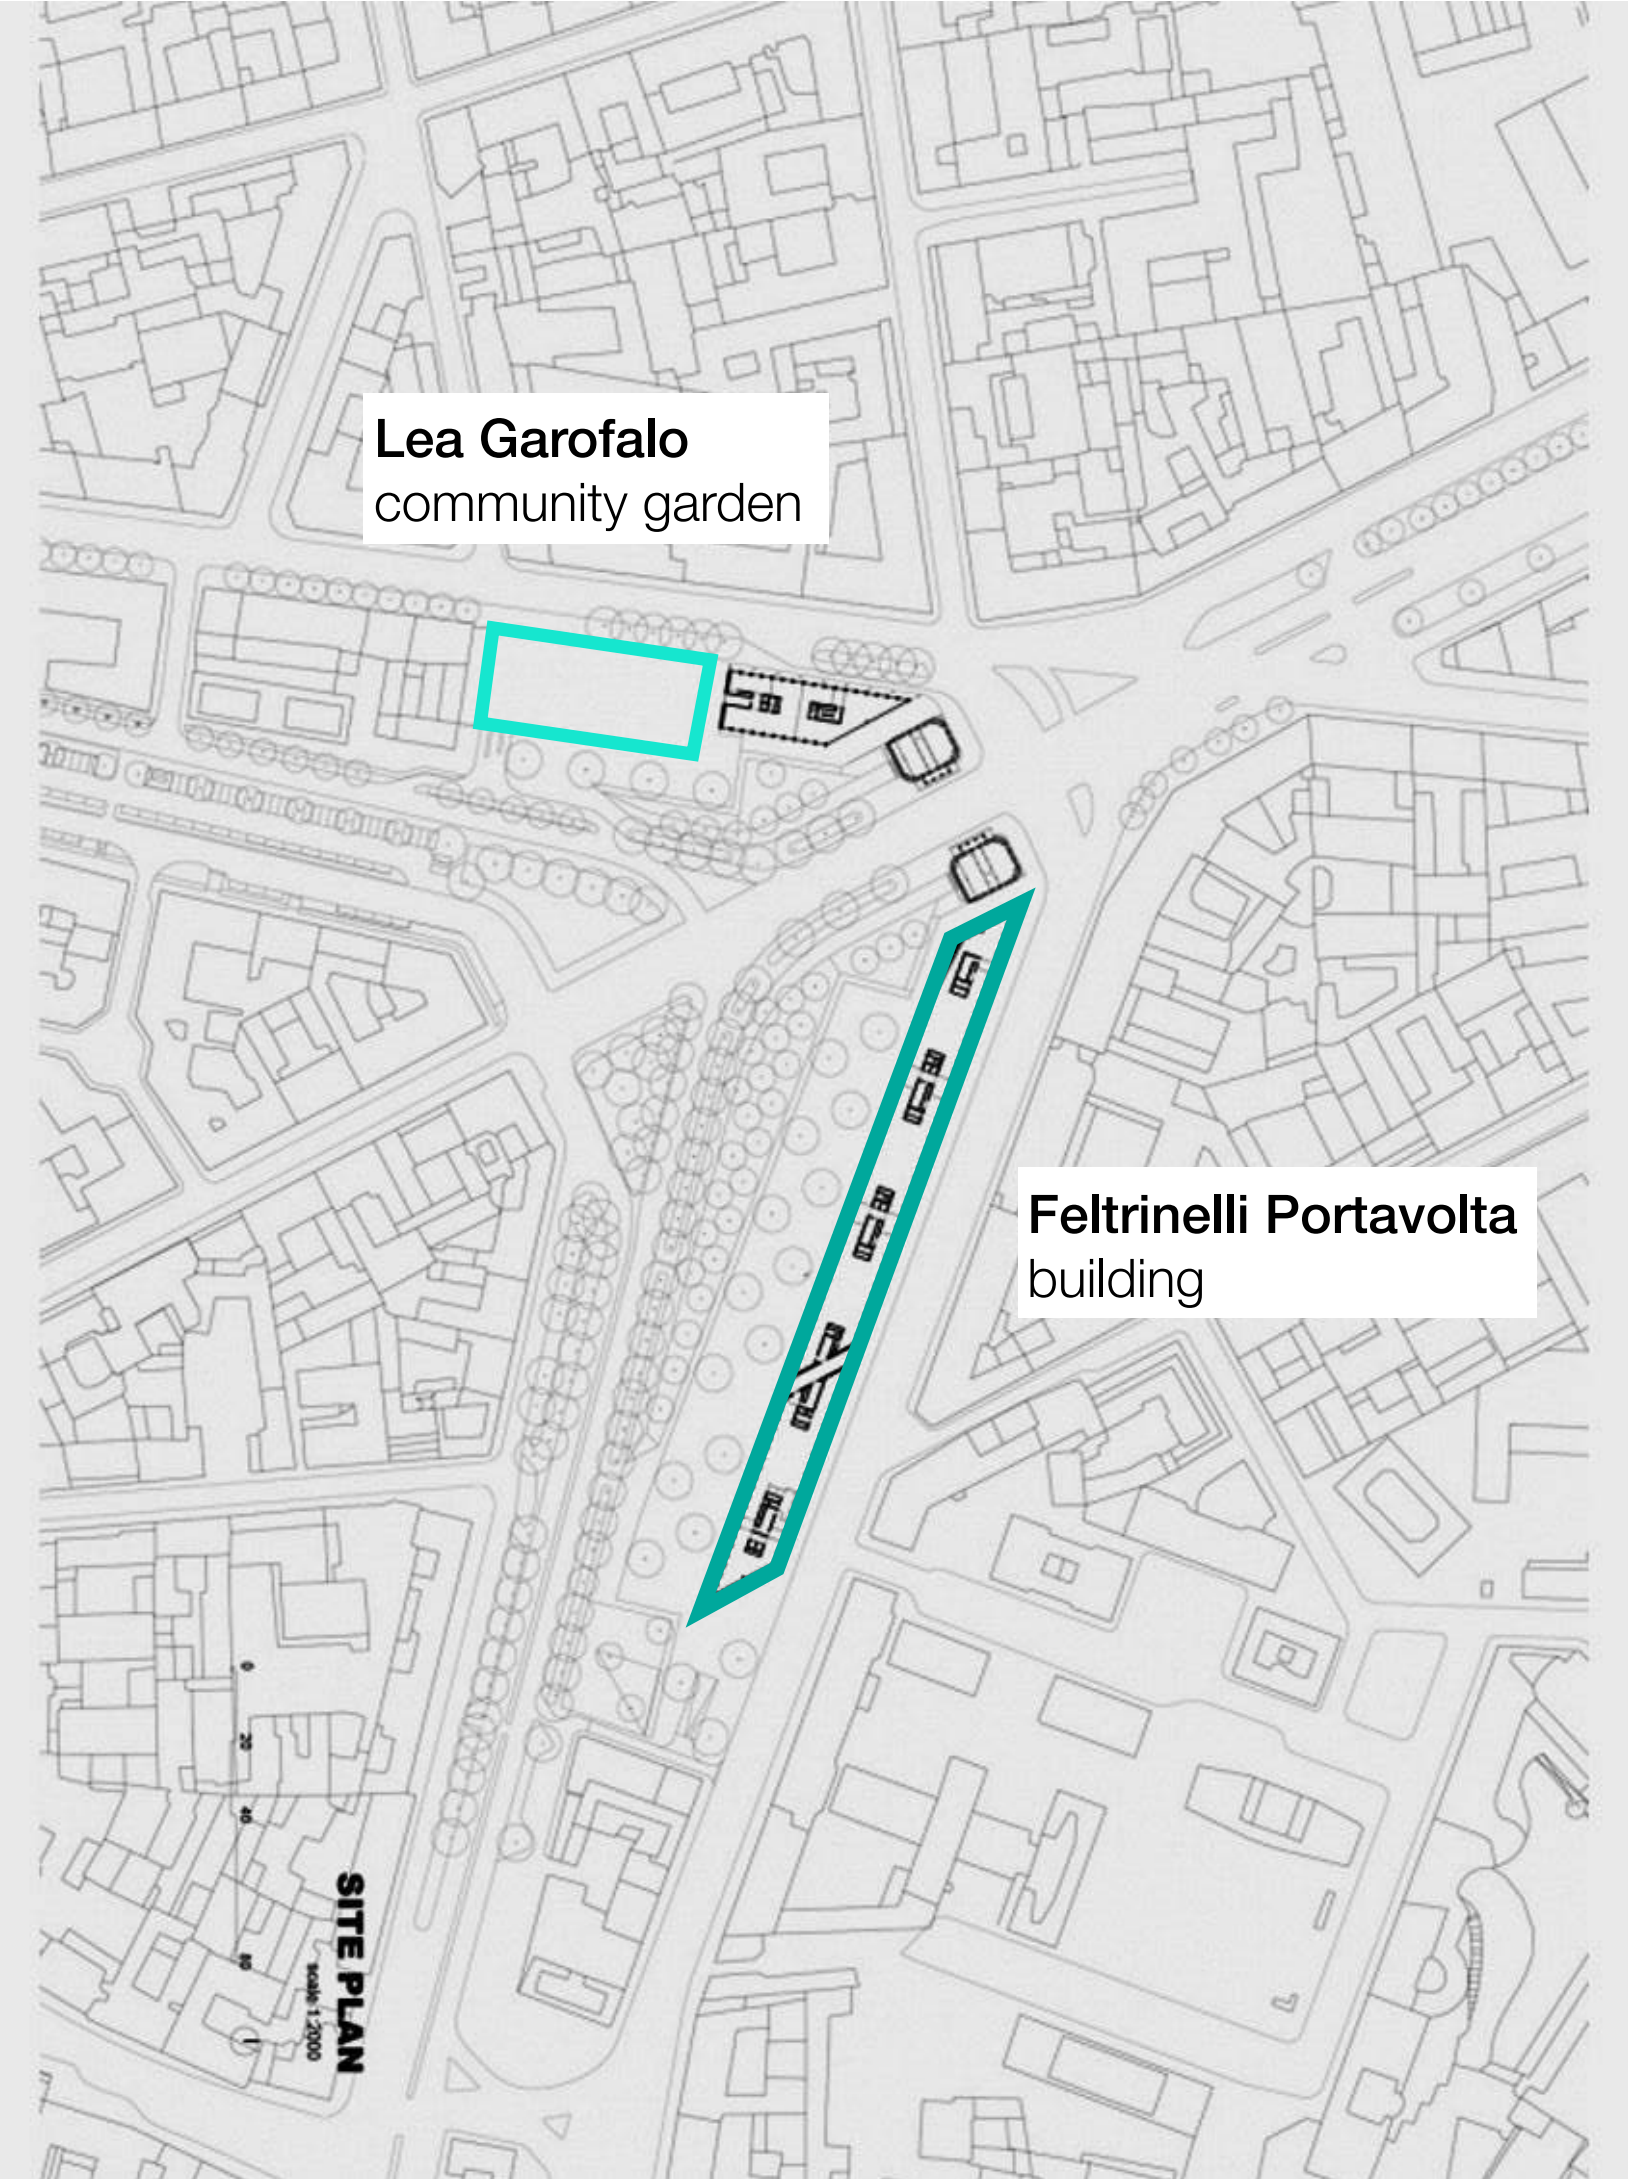 Lea Garofalo
community garden
Feltrinelli Portavolta
building
0
20
40
80
SITE PLAN
scale 1:2000